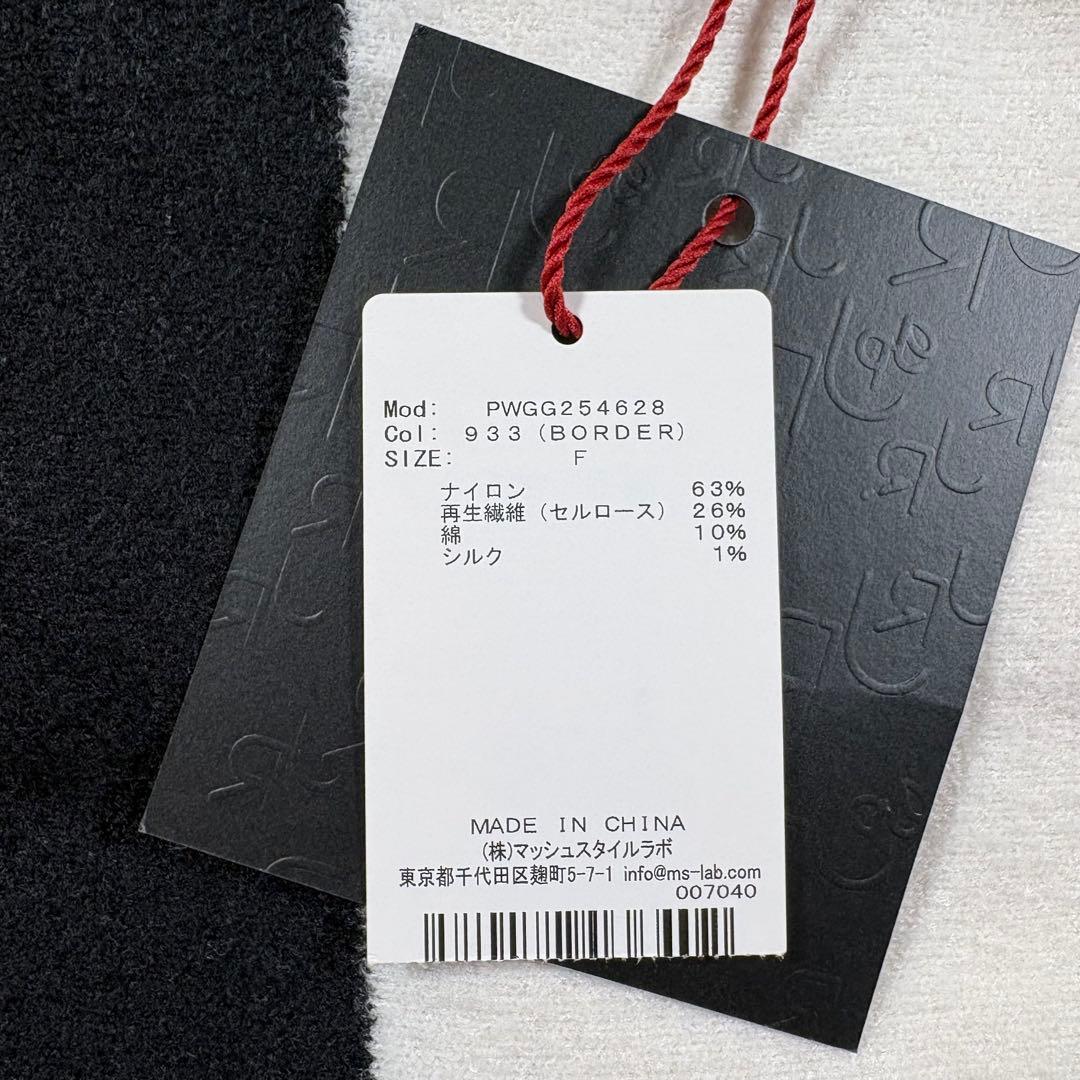 Mod: PWGG254628
Col: 933 (BORDER)
SIZE: F
ナイロン 63%
再生繊維 (セルロース) 26%
綿 10%
シルク 1%
MADE IN CHINA
(株)マッシュスタイルラボ
東京都千代田区麹町5-7-1 info@ms-lab.com
007040